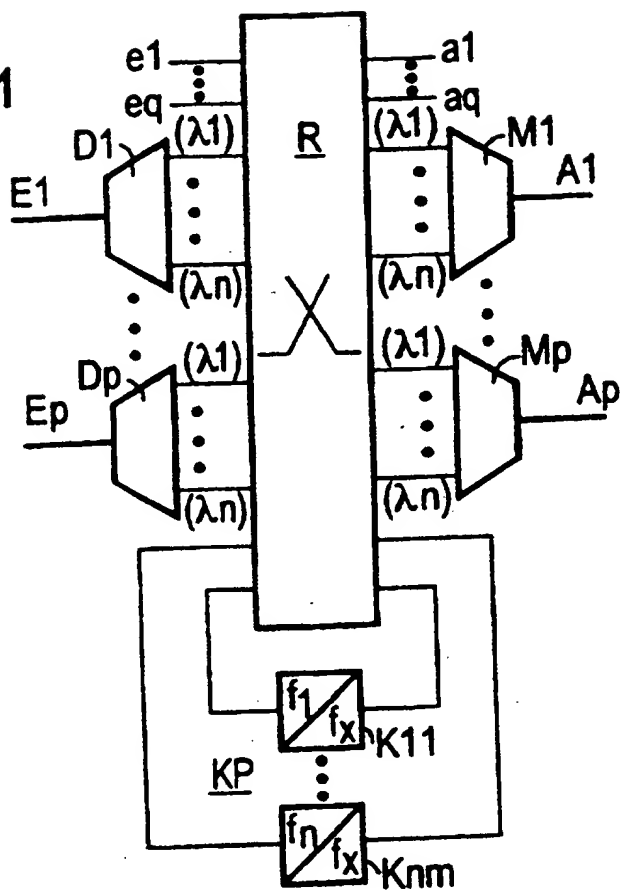 1
e1
a1
eq
aq
D1
(λ1)
R
(λ1)
M1
E1
A1
(λn)
(λn)
Dp
(λ1)
(λ1)
Mp
Ep
Ap
(λn)
(λn)
f1
fx
K11
KP
fn
fx
Knm